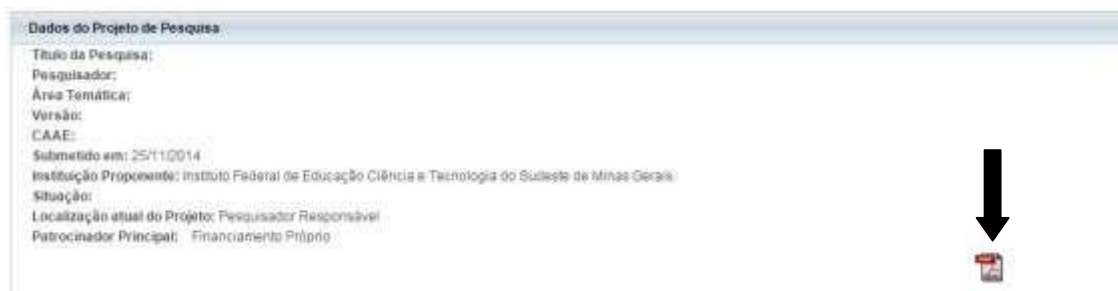 Dados do Projeto de Pesquisa
Título da Pesquisa:
Pesquisador:
Área Temática:
Versão:
CAAE:
Submetido em: 25/11/2014
Instituição Proponente: Instituto Federal de Educação Ciência e Tecnologia do Sudeste de Minas Gerais
Situação:
Localização atual do Projeto: Pesquisador Responsável
Patrocinador Principal: Financiamento Próprio